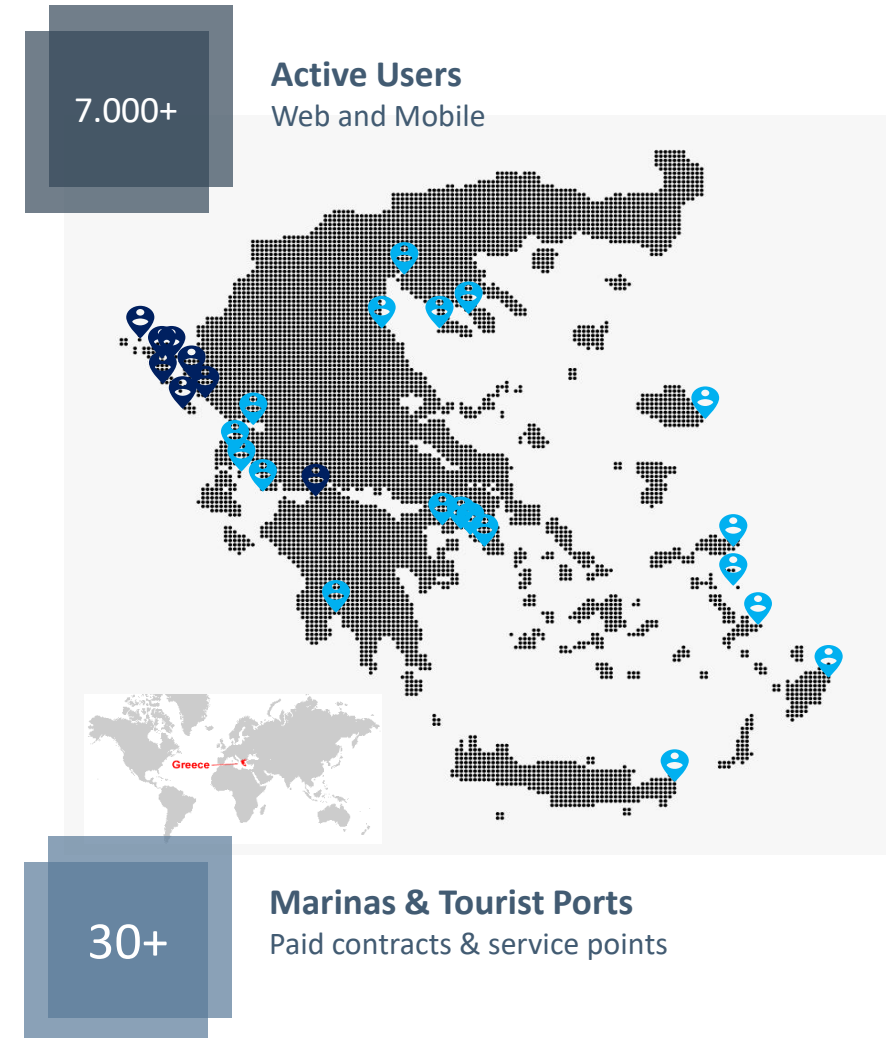 7.000+
Active Users
Web and Mobile
Greece
30+
Marinas & Tourist Ports
Paid contracts & service points